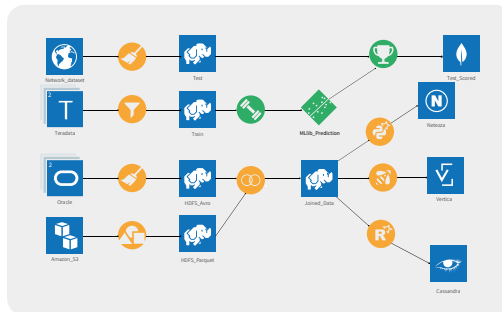 Network_dataset
Test
Test_Scored
2
T
Teradata
Train
MLlib_Prediction
N
Netezza
2
Oracle
HDFS_Avro
Joined_Data
Vertica
Amazon_S3
HDFS_Parquet
R
Cassandra